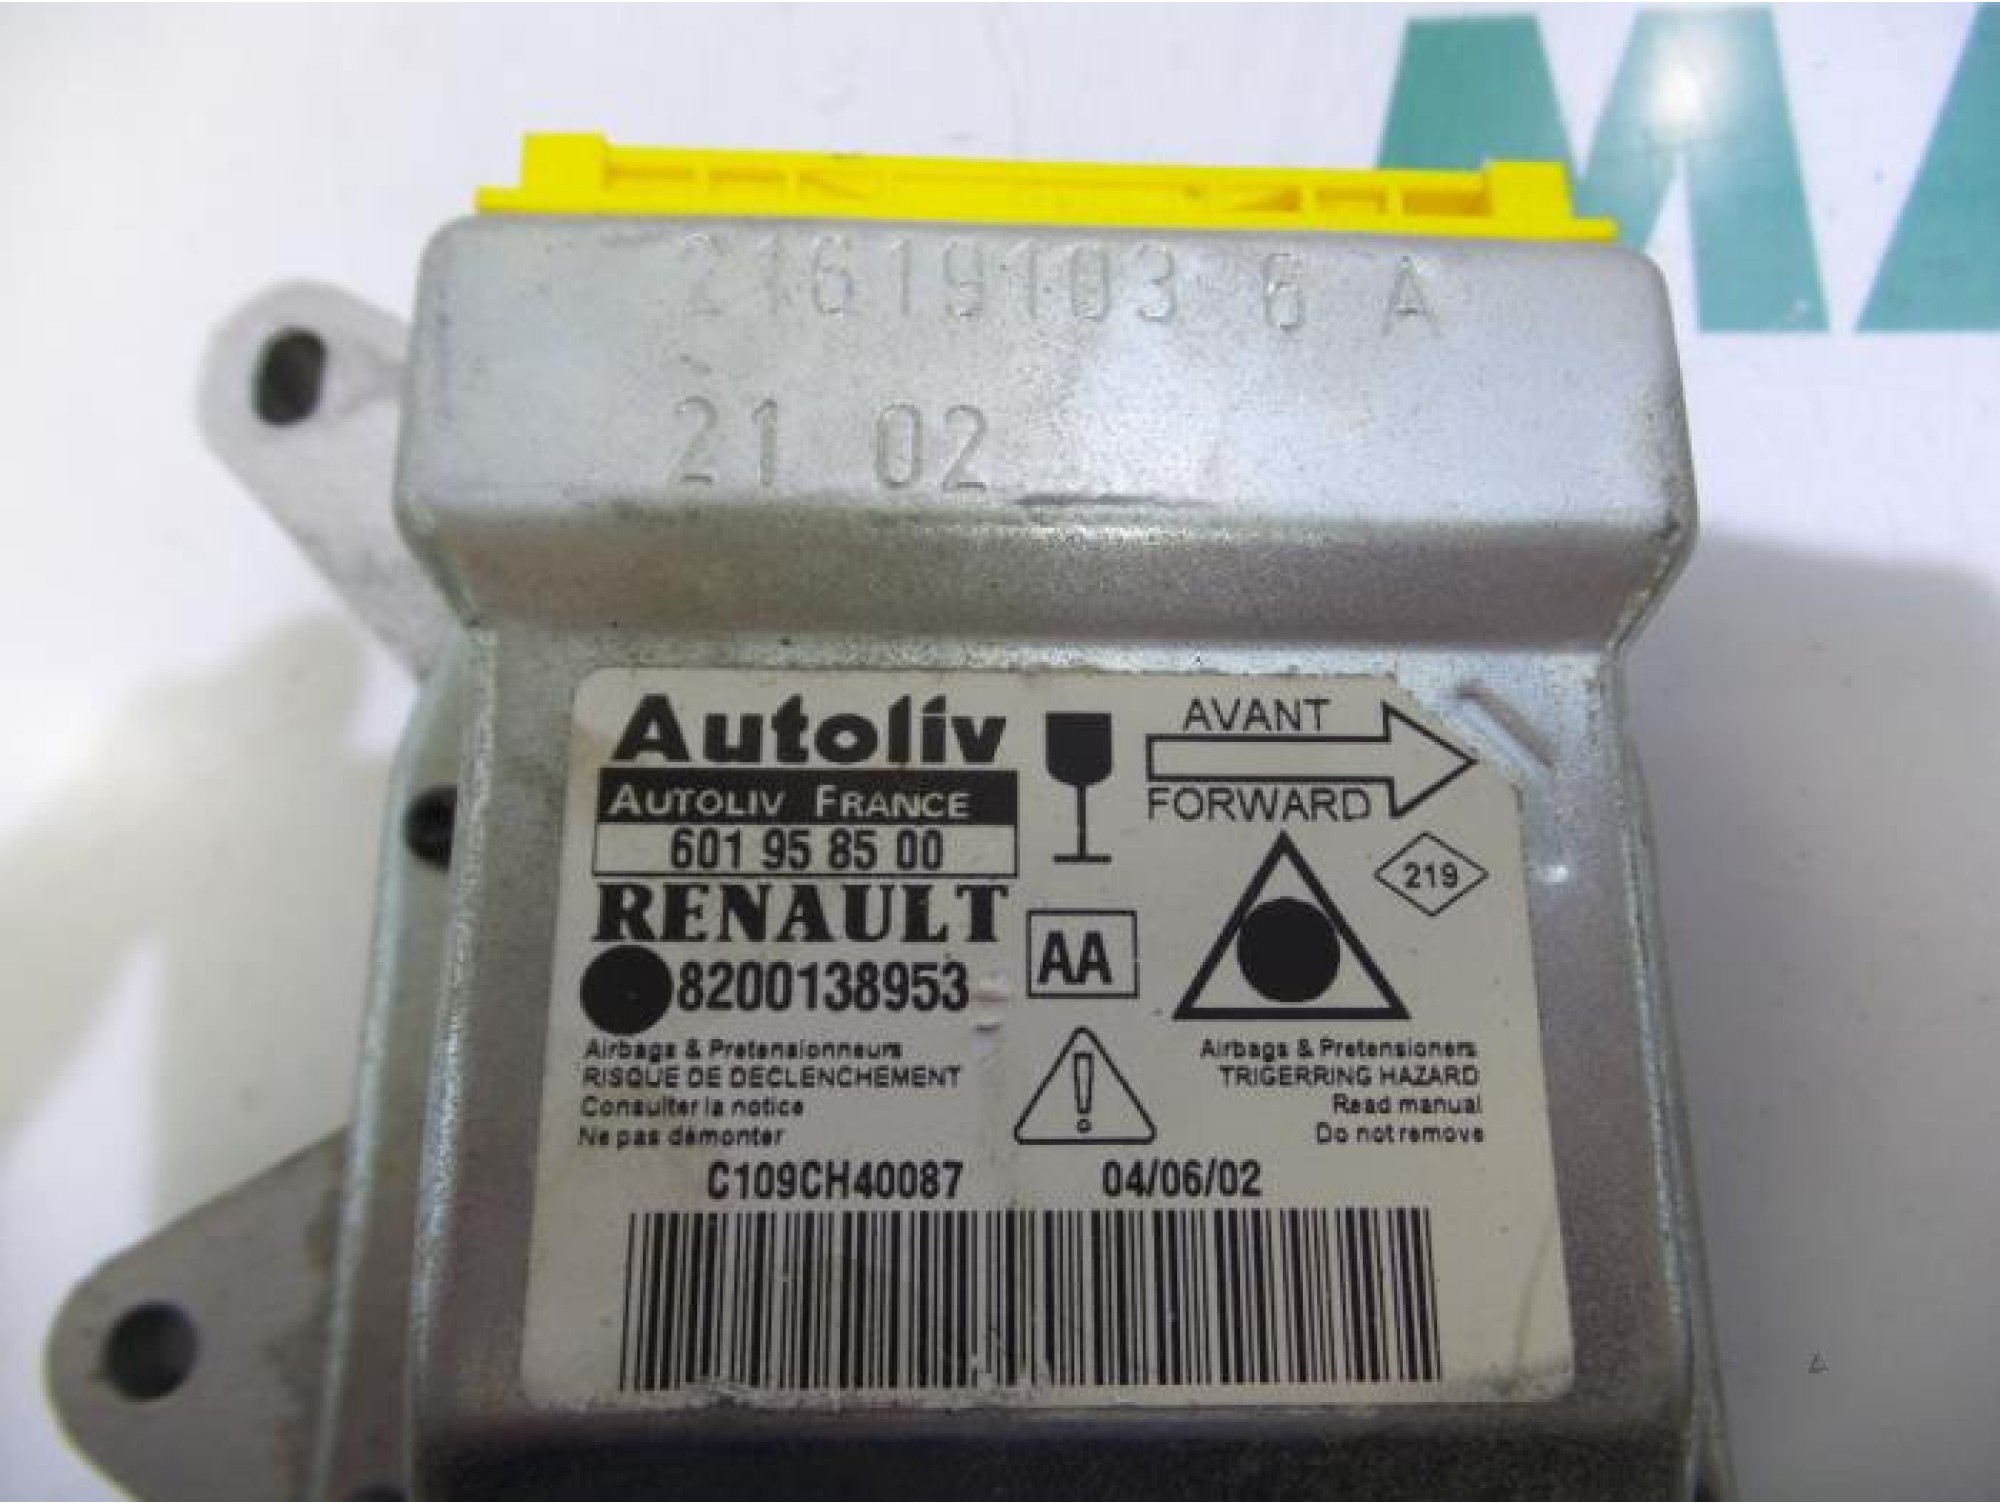 21619103 6 A
21 02
Autoliv
AUTOLIV FRANCE
601 95 85 00
RENAULT
8200138953
AA
AVANT
FORWARD
219
Airbags & Pretensionneurs
RISQUE DE DECLENCHEMENT
Consulter la notice
Ne pas démonter
Airbags & Pretensioners
TRIGERRING HAZARD
Read manual
Do not remove
C109CH40087 04/06/02